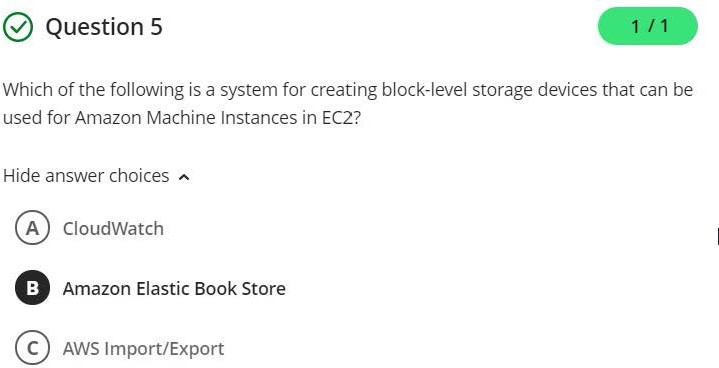 Question 5
1 / 1
Which of the following is a system for creating block-level storage devices that can be
used for Amazon Machine Instances in EC2?
Hide answer choices
A CloudWatch
B Amazon Elastic Book Store
C AWS Import/Export